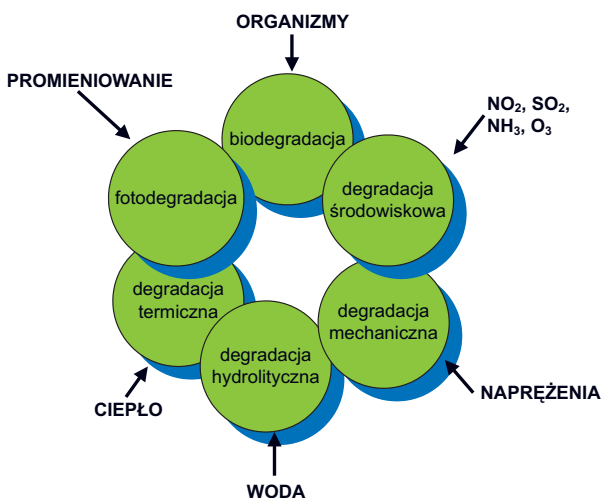 ORGANIZMY
PROMIENIOWANIE
NO₂, SO₂,
NH₃, O₃
biodegradacja
fotodegradacja
degradacja
środowiskowa
degradacja
termiczna
degradacja
mechaniczna
degradacja
hydrolityczna
CIEPŁO
NAPRĘŻENIA
WODA